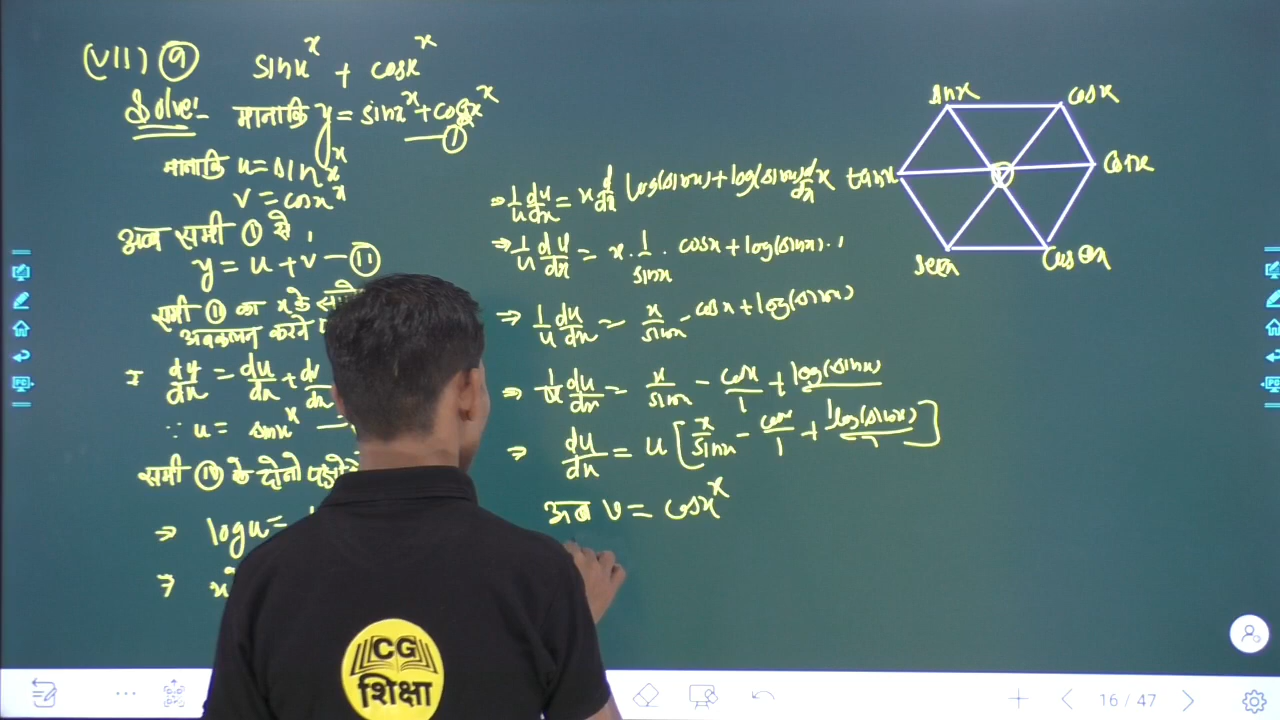 (VII) (9) sinx^x + cosx^x
Solve:- मानाकि y = sinx^x + cosx^x —(I)
मानाकि u = sinx^x
v = cosx^x
अब समी (I) से
y = u + v —(II)
समी (II) का x के
अवकलन करने
dy/dx = du/dx + dv/dx
∵ u = sinx^x
समी (IV) के दोनो पक्षो
⇒ logu =
⇒ 1/u du/dx = x d/dx log(sinx) + log(sinx) d/dx x
⇒ 1/u du/dx = x · 1/sinx · cosx + log(sinx) · 1
⇒ 1/u du/dx = x/sinx - cosx + log(sinx)
⇒ 1/u du/dx = x/sinx - cosx/1 + log(sinx)
⇒ du/dx = u [x/sinx - cosx/1 + log(sinx)/1]
अब v = cosx^x
sinx
cosx
tanx
cotx
secx
cosecx
CG
शिक्षा
16 / 47